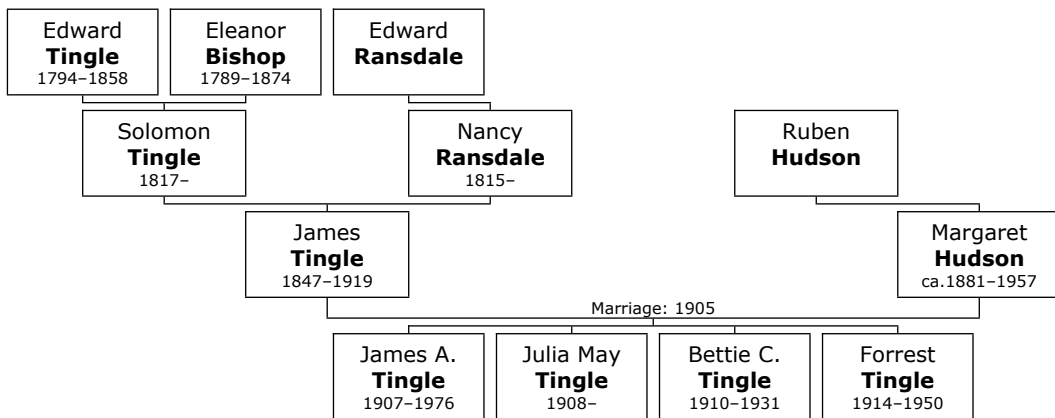 Edward
Tingle
1794–1858
Eleanor
Bishop
1789–1874
Edward
Ransdale
Solomon
Tingle
1817–
Nancy
Ransdale
1815–
Ruben
Hudson
James
Tingle
1847–1919
Margaret
Hudson
ca.1881–1957
Marriage: 1905
James A.
Tingle
1907–1976
Julia May
Tingle
1908–
Bettie C.
Tingle
1910–1931
Forrest
Tingle
1914–1950